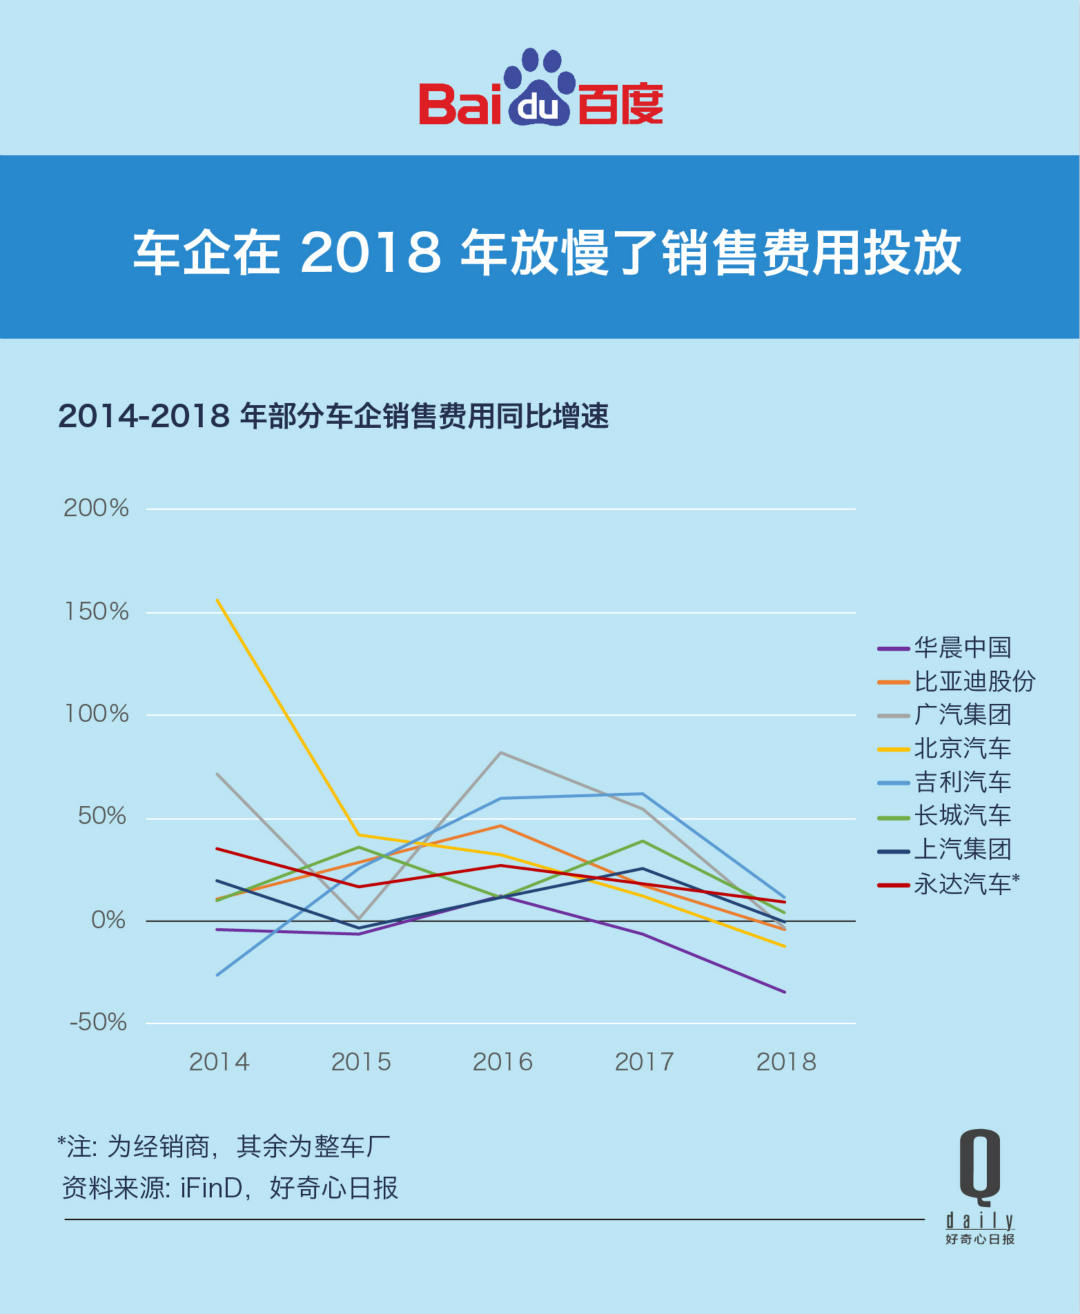 Baidu百度
车企在 2018 年放慢了销售费用投放
2014-2018 年部分车企销售费用同比增速
200%
150%
100%
50%
0%
-50%
2014 2015 2016 2017 2018
华晨中国
比亚迪股份
广汽集团
北京汽车
吉利汽车
长城汽车
上汽集团
永达汽车*
*注: 为经销商，其余为整车厂
资料来源: iFinD，好奇心日报
Q
daily
好奇心日报